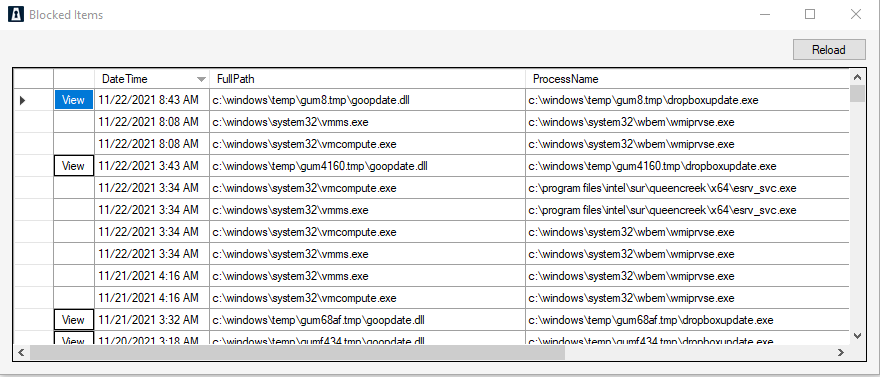 Blocked Items
Reload
DateTime FullPath ProcessName
View 11/22/2021 8:43 AM c:\windows\temp\gum8.tmp\goopdate.dll c:\windows\temp\gum8.tmp\dropboxupdate.exe
11/22/2021 8:08 AM c:\windows\system32\vmms.exe c:\windows\system32\wbem\wmiprvse.exe
11/22/2021 8:08 AM c:\windows\system32\vmcompute.exe c:\windows\system32\wbem\wmiprvse.exe
View 11/22/2021 3:43 AM c:\windows\temp\gum4160.tmp\goopdate.dll c:\windows\temp\gum4160.tmp\dropboxupdate.exe
11/22/2021 3:34 AM c:\windows\system32\vmcompute.exe c:\program files\intel\sur\queencreek\x64\esrv_svc.exe
11/22/2021 3:34 AM c:\windows\system32\vmms.exe c:\program files\intel\sur\queencreek\x64\esrv_svc.exe
11/22/2021 3:34 AM c:\windows\system32\vmcompute.exe c:\windows\system32\wbem\wmiprvse.exe
11/22/2021 3:34 AM c:\windows\system32\vmms.exe c:\windows\system32\wbem\wmiprvse.exe
11/21/2021 4:16 AM c:\windows\system32\vmms.exe c:\windows\system32\wbem\wmiprvse.exe
11/21/2021 4:16 AM c:\windows\system32\vmcompute.exe c:\windows\system32\wbem\wmiprvse.exe
View 11/21/2021 3:32 AM c:\windows\temp\gum68af.tmp\goopdate.dll c:\windows\temp\gum68af.tmp\dropboxupdate.exe
View 11/20/2021 3:18 AM c:\windows\temp\gumf434.tmp\goopdate.dll c:\windows\temp\gumf434.tmp\dropboxupdate.exe